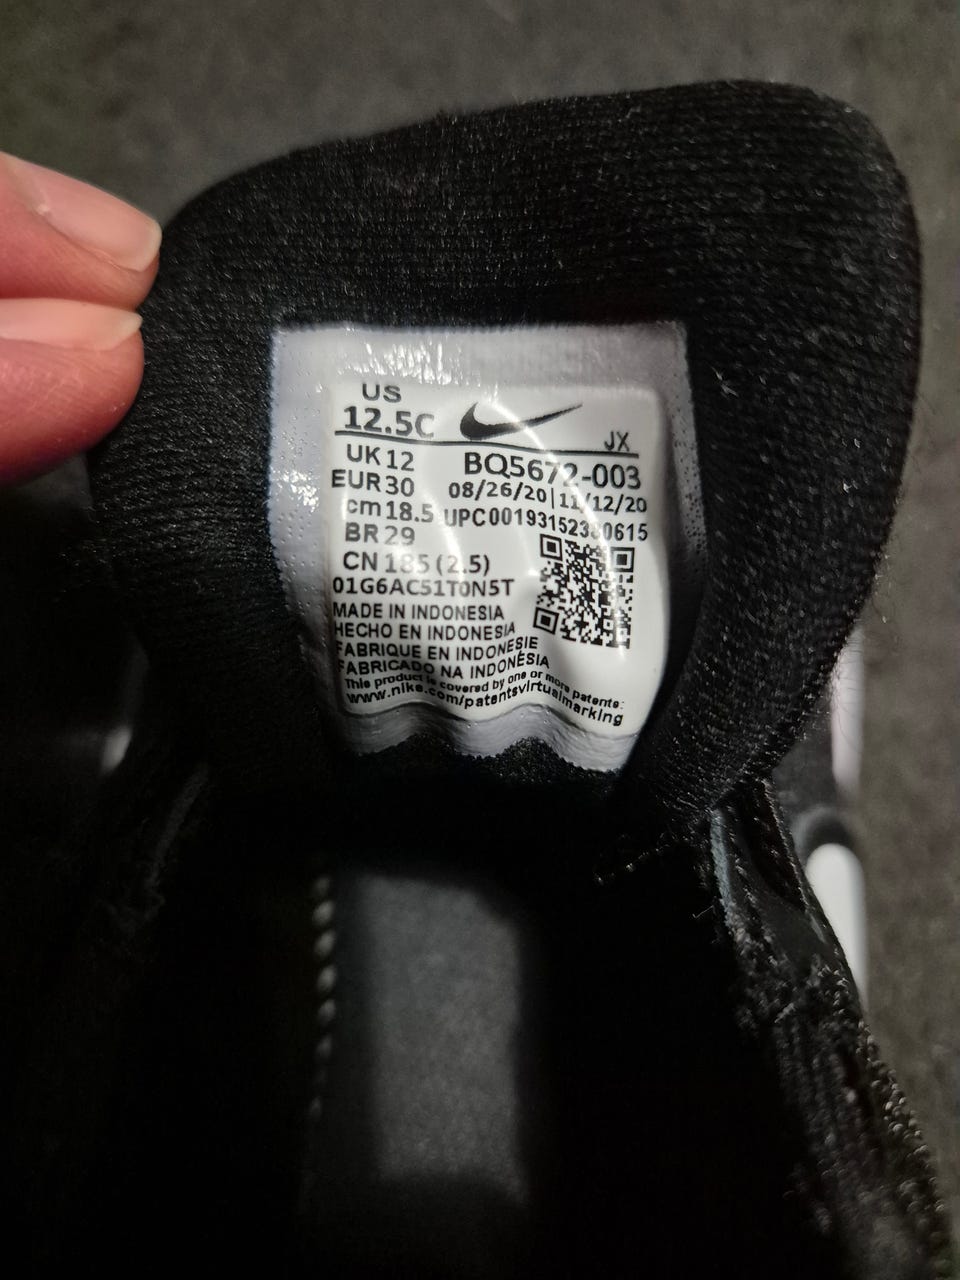 US
12.5C
JX
UK 12
BQ5672-003
EUR 30
08/26/20|11/12/20
cm 18.5
UPC00193152380615
BR 29
CN 185 (2.5)
01G6AC51T0N5T
MADE IN INDONESIA
HECHO EN INDONESIA
FABRIQUE EN INDONESIE
FABRICADO NA INDONÉSIA
This product is covered by one or more patents:
www.nike.com/patentsvirtualmarking